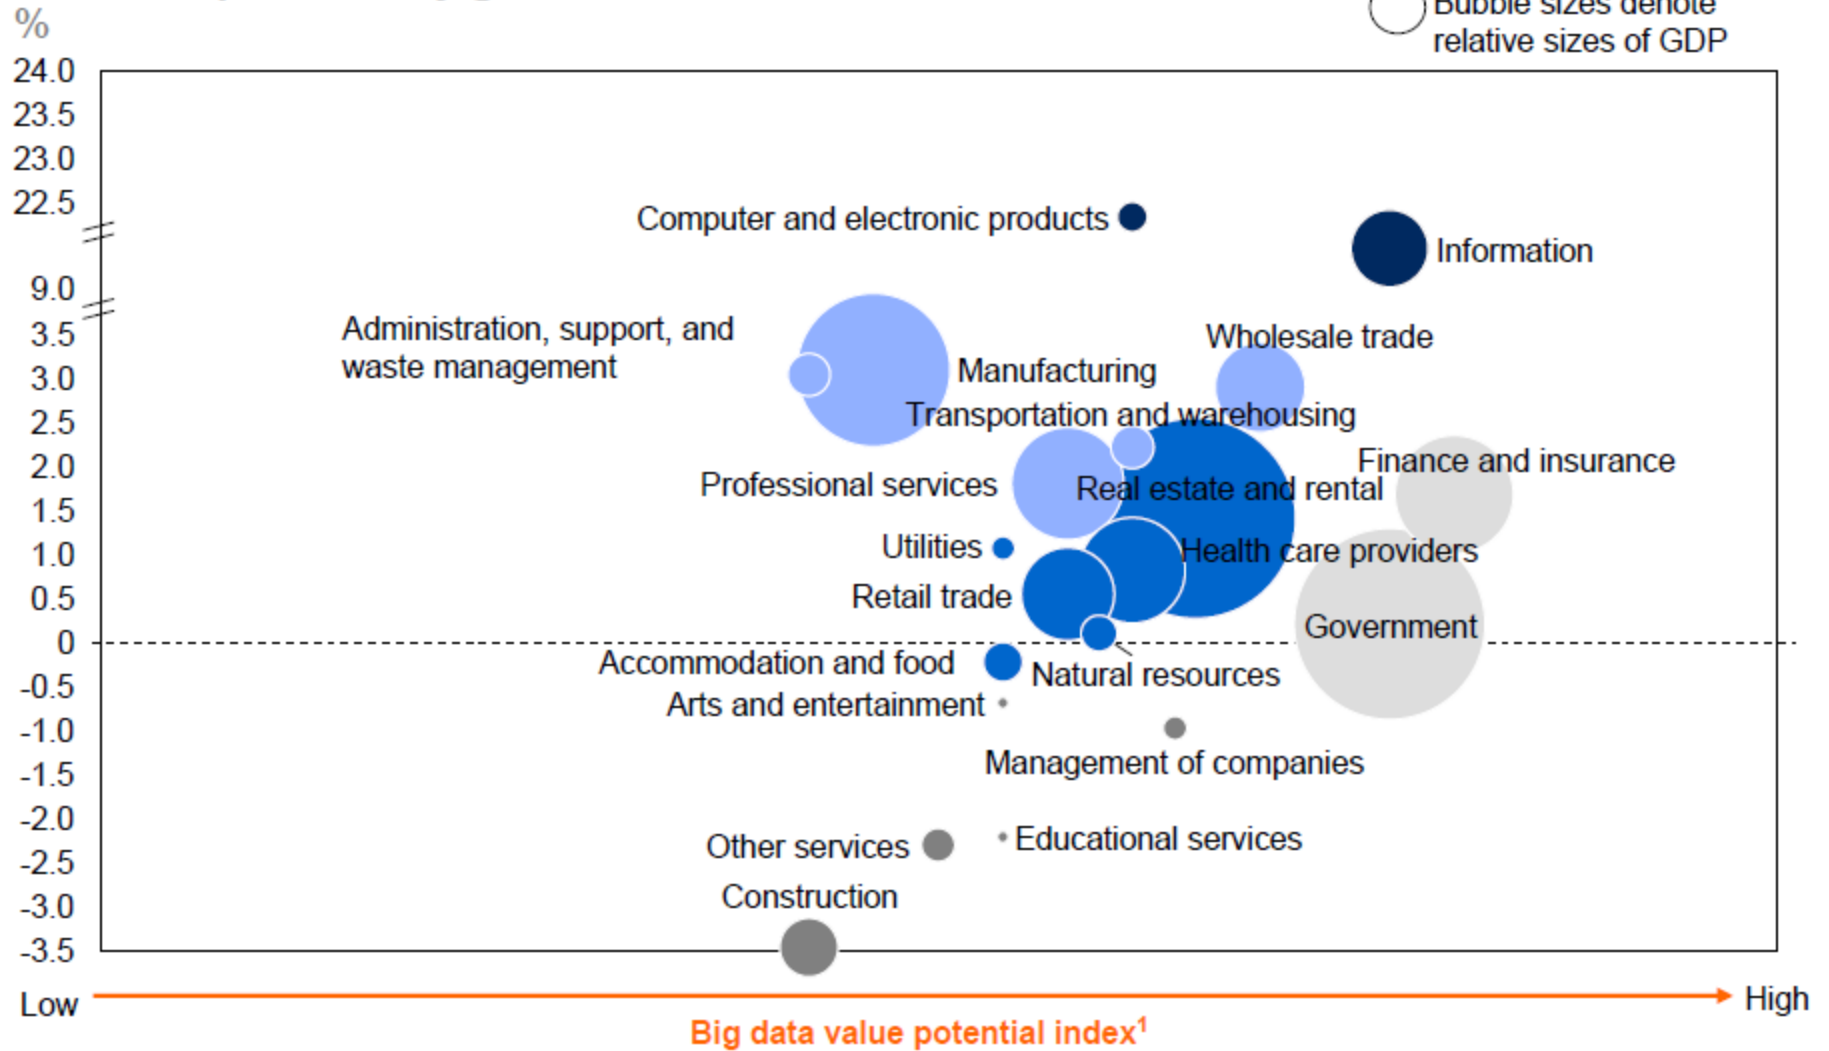 %
Bubble sizes denote
relative sizes of GDP
24.0
23.5
23.0
22.5
9.0
3.5
3.0
2.5
2.0
1.5
1.0
0.5
0
-0.5
-1.0
-1.5
-2.0
-2.5
-3.0
-3.5
Computer and electronic products
Information
Administration, support, and
waste management
Wholesale trade
Manufacturing
Transportation and warehousing
Finance and insurance
Professional services
Real estate and rental
Utilities
Health care providers
Retail trade
Government
Accommodation and food
Natural resources
Arts and entertainment
Management of companies
Other services
Educational services
Construction
Low
High
Big data value potential index1